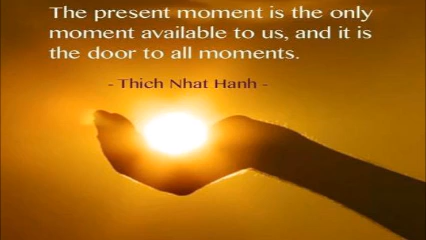 The present moment is the only
moment available to us, and it is
the door to all moments.
- Thich Nhat Hanh -